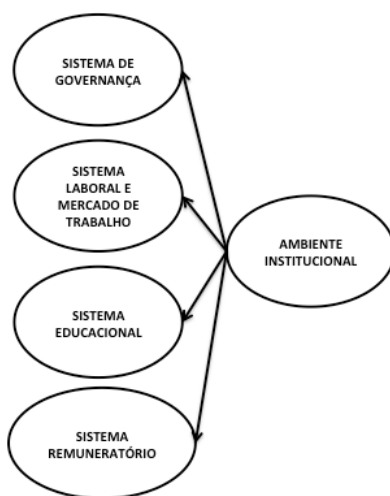 SISTEMA DE
GOVERNANÇA
SISTEMA
LABORAL E
MERCADO DE
TRABALHO
AMBIENTE
INSTITUCIONAL
SISTEMA
EDUCACIONAL
SISTEMA
REMUNERATÓRIO